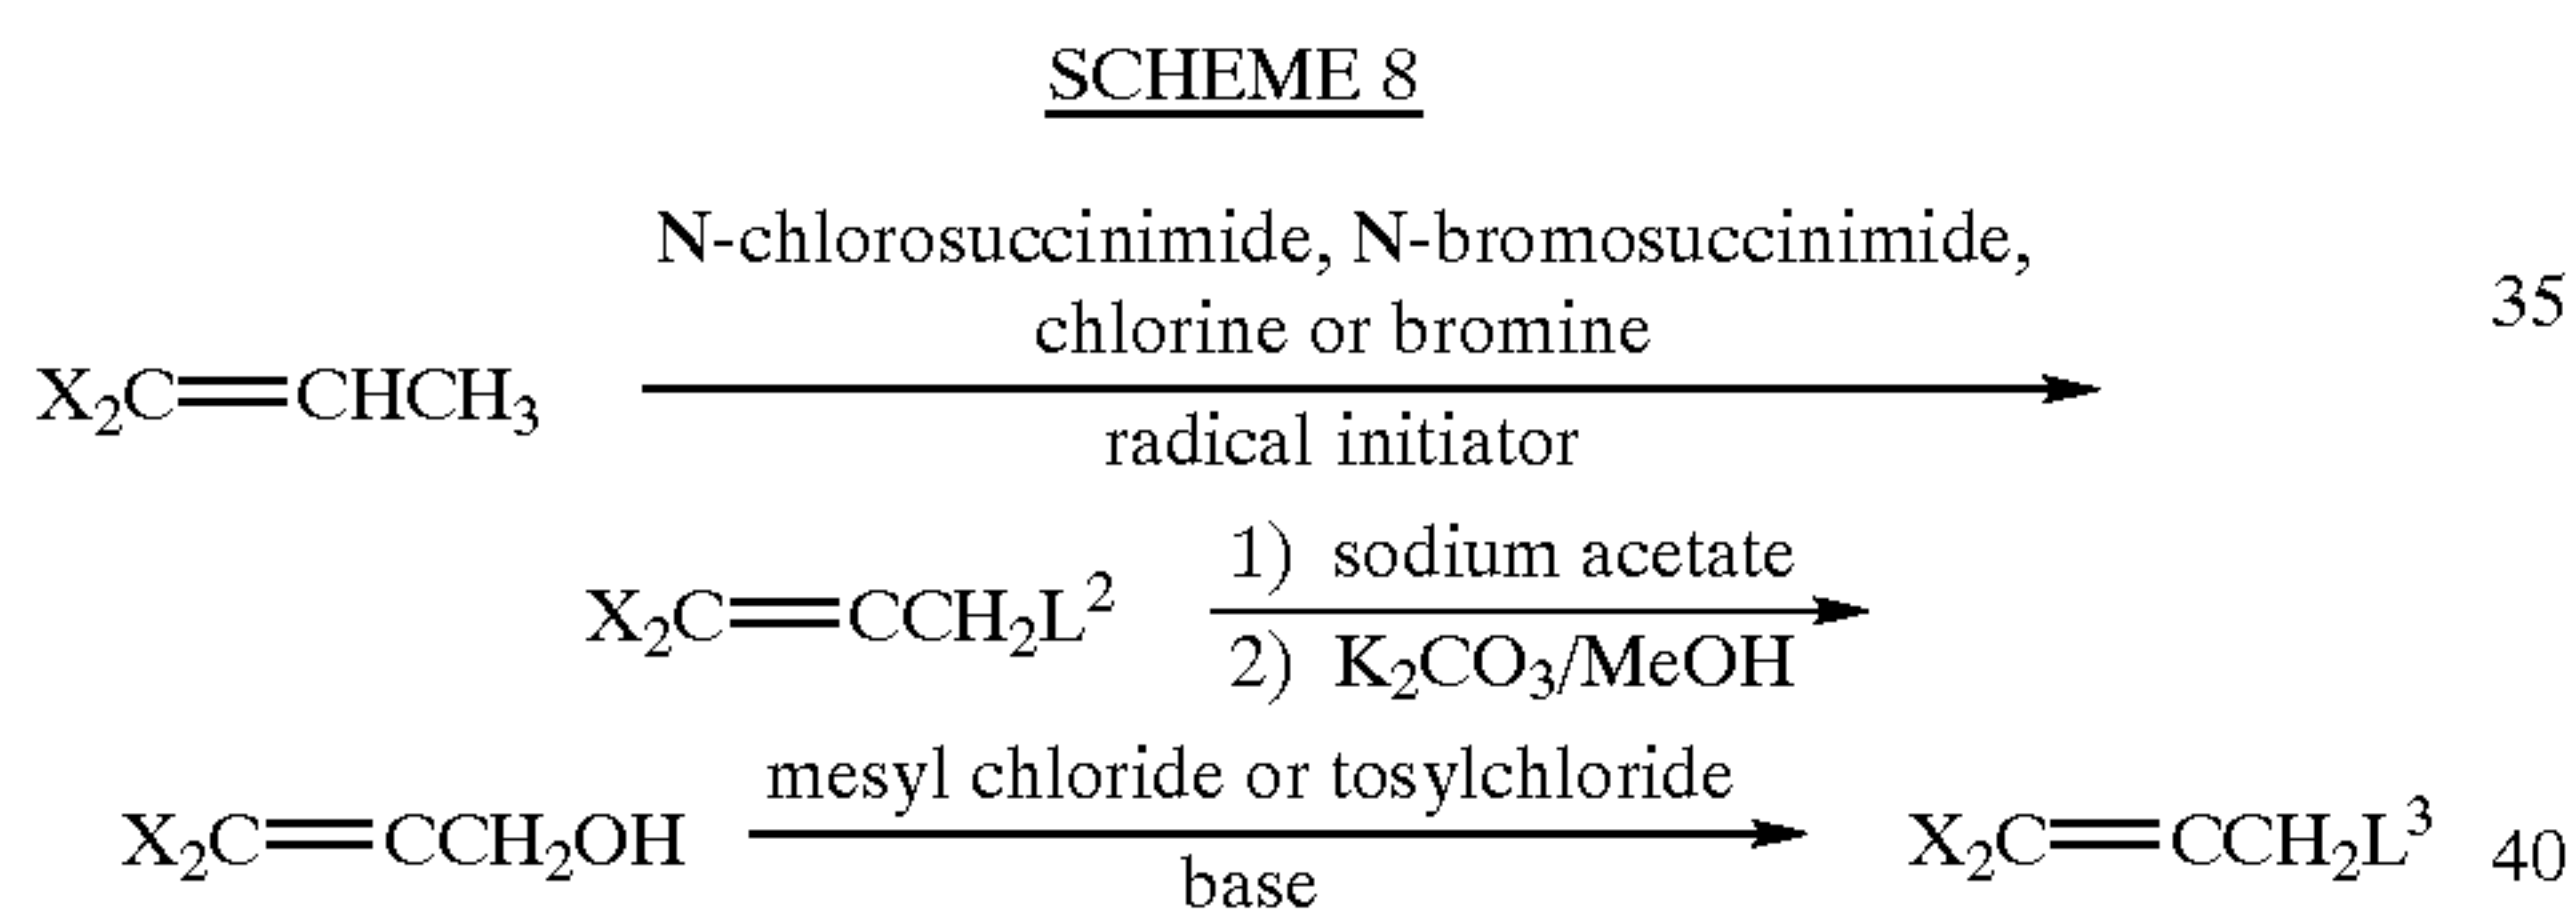 SCHEME 8
N-chlorosuccinimide, N-bromosuccinimide,
chlorine or bromine
35
X₂C=CHCH₃
radical initiator
X₂C=CCH₂L²
1) sodium acetate
2) K₂CO₃/MeOH
mesyl chloride or tosylchloride
X₂C=CCH₂OH
base
X₂C=CCH₂L³
40